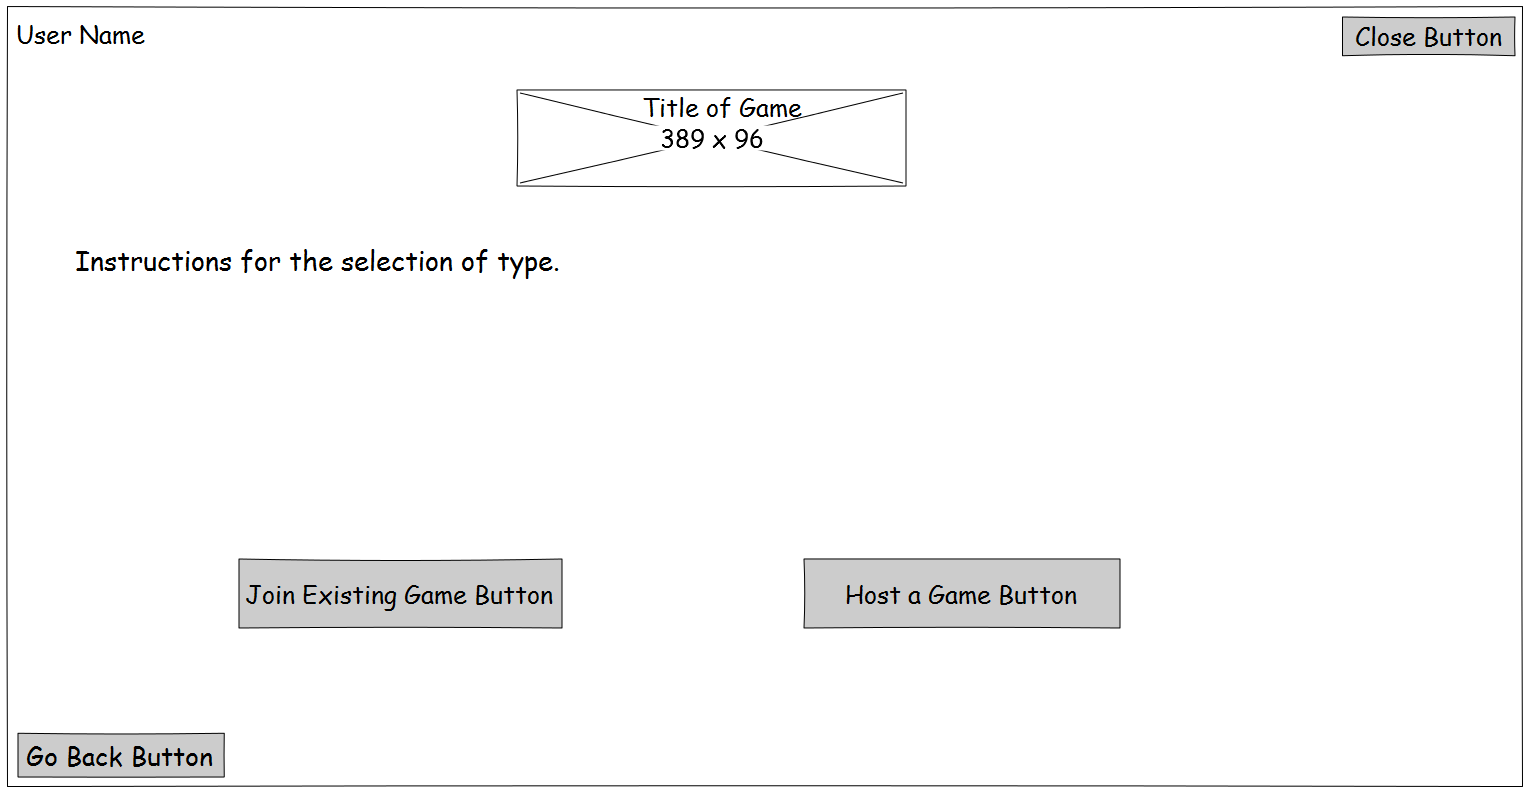 User Name
Close Button
Title of Game
389 x 96
Instructions for the selection of type.
Join Existing Game Button
Host a Game Button
Go Back Button